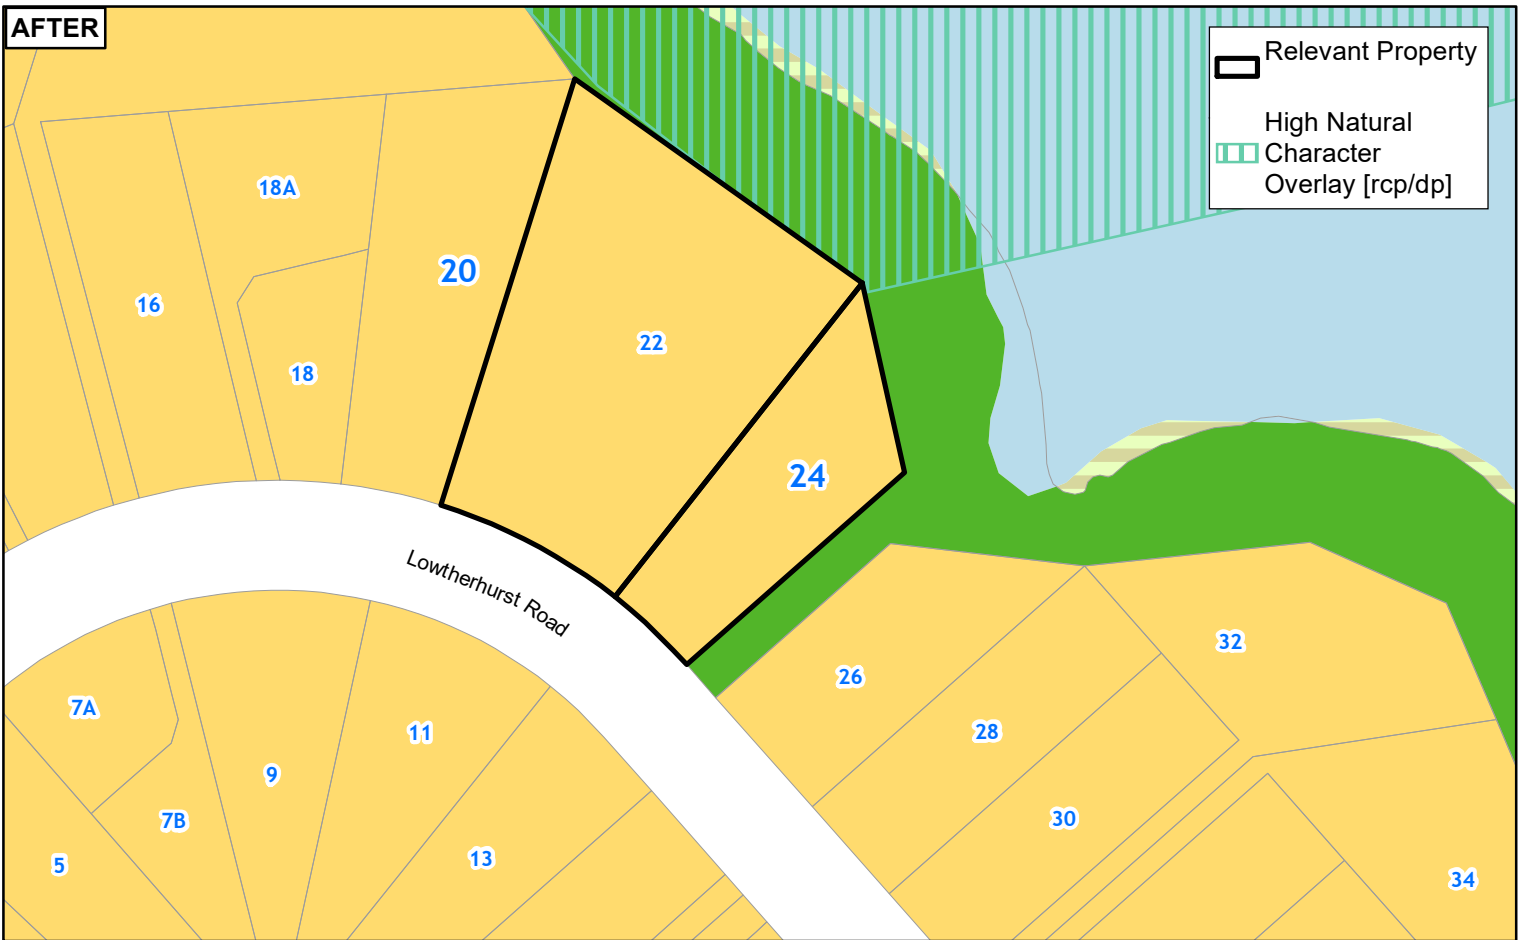 AFTER
Relevant Property
High Natural
Character
Overlay [rcp/dp]
18A
20
16
22
18
24
Lowtherhurst Road
32
26
7A
28
11
9
30
7B
13
5
34